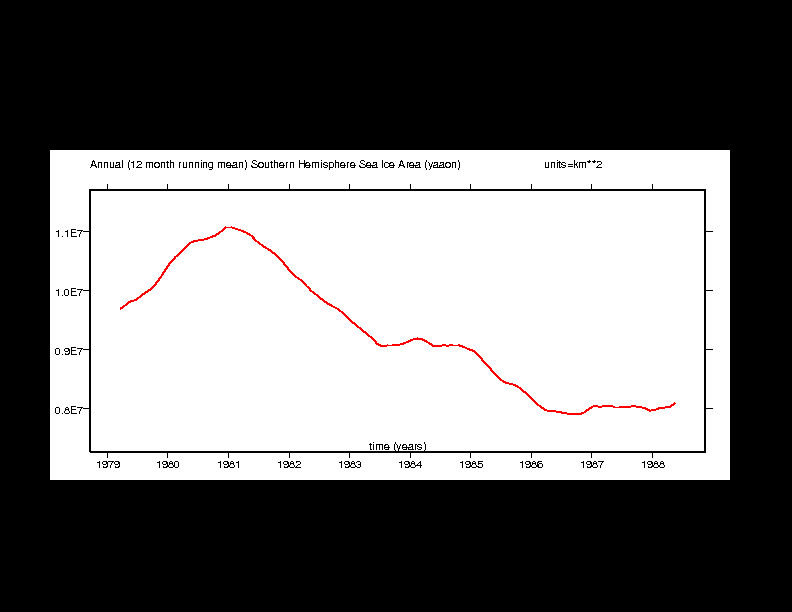 Annual (12 month running mean) Southern Hemisphere Sea Ice Area (yaaon) units=km**2
1.1E7
1.0E7
0.9E7
0.8E7
time (years)
1979 1980 1981 1982 1983 1984 1985 1986 1987 1988